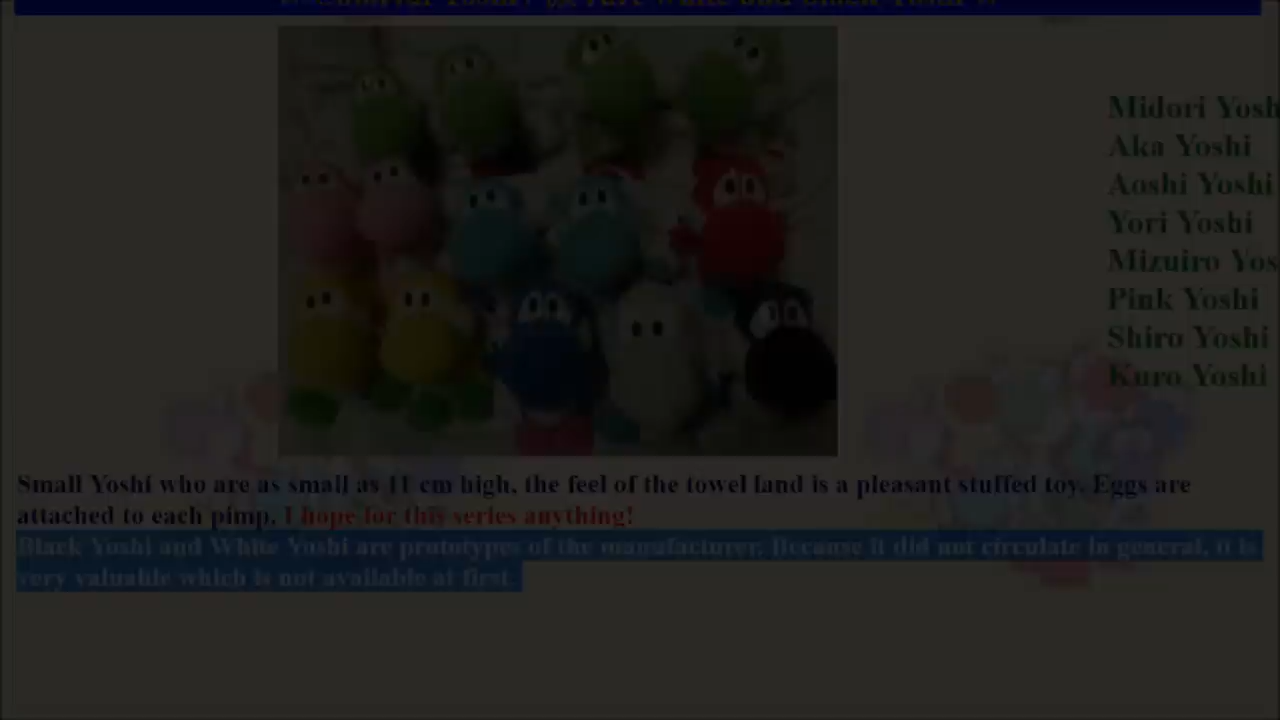 Yoshi
Midori Yosh
Aka Yoshi
Aoshi Yoshi
Yori Yoshi
Mizuiro Yos
Pink Yoshi
Shiro Yoshi
Kuro Yoshi
Small Yoshi who are as small as 11 cm high, the feel of the towel land is a pleasant stuffed toy. Eggs are
attached to each pimp. I hope for this series anything!
Black Yoshi and White Yoshi are prototypes of the manufacturer. Because it did not circulate in general, it is
very valuable which is not available at first.